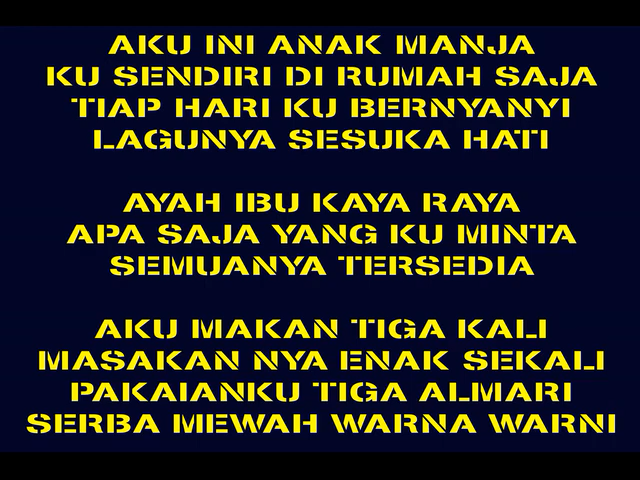 AKU INI ANAK MANJA
KU SENDIRI DI RUMAH SAJA
TIAP HARI KU BERNYANYI
LAGUNYA SESUKA HATI
AYAH IBU KAYA RAYA
APA SAJA YANG KU MINTA
SEMUANYA TERSEDIA
AKU MAKAN TIGA KALI
MASAKAN NYA ENAK SEKALI
PAKAIANKU TIGA ALMARI
SERBA MEWAH WARNA WARNI